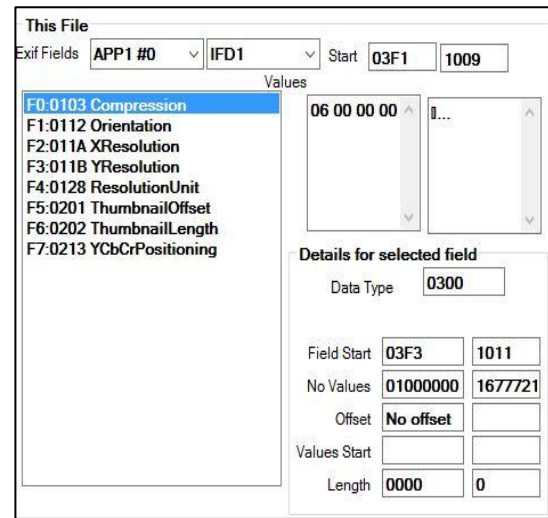 This File
Exif Fields APP1 #0 IFD1 Start 03F1 1009
Values
F0:0103 Compression
F1:0112 Orientation
F2:011A XResolution
F3:011B YResolution
F4:0128 ResolutionUnit
F5:0201 ThumbnailOffset
F6:0202 ThumbnailLength
F7:0213 YCbCrPositioning
06 00 00 00
▯...
Details for selected field
Data Type 0300
Field Start 03F3 1011
No Values 01000000 1677721
Offset No offset
Values Start
Length 0000 0